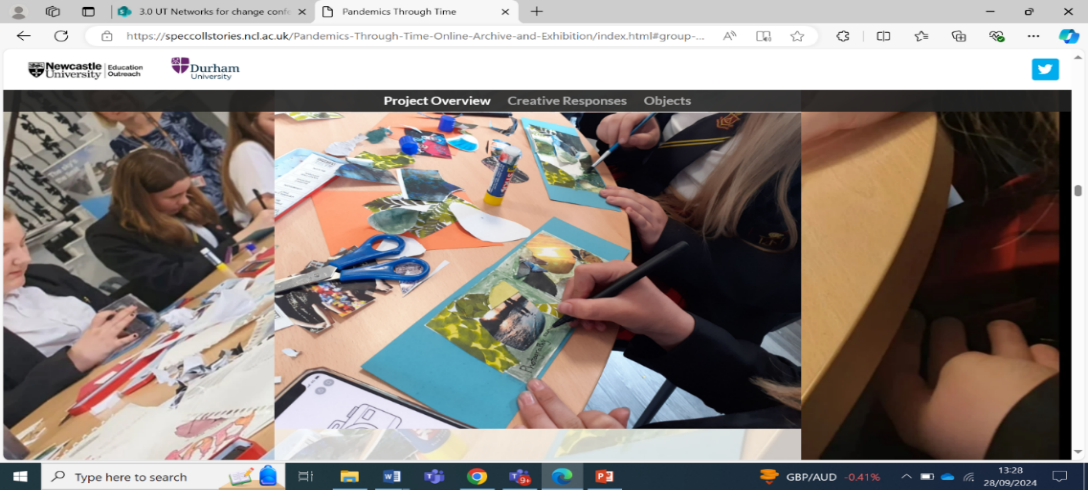 3.0 UT Networks for change conf
Pandemics Through Time
https://speccollstories.ncl.ac.uk/Pandemics-Through-Time-Online-Archive-and-Exhibition/index.html#group-...
Newcastle University
Education Outreach
Durham University
Project Overview Creative Responses Objects
Type here to search
GBP/AUD -0.41%
13:28
28/09/2024